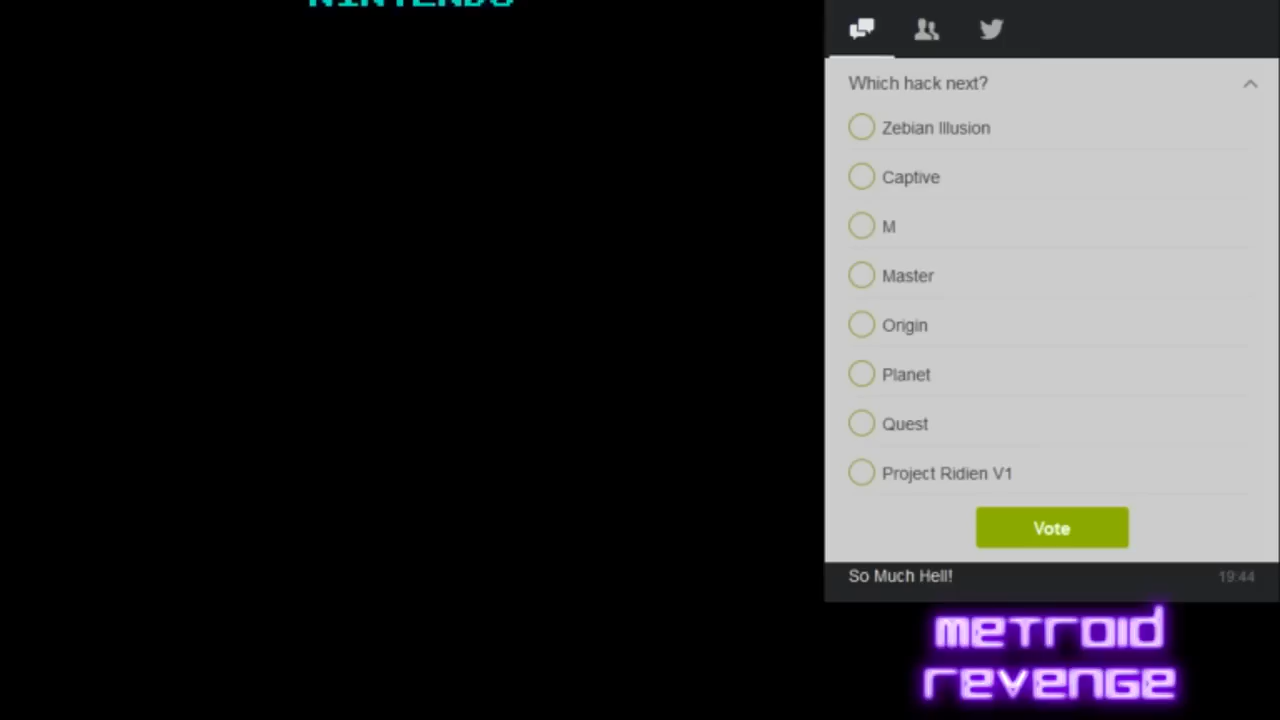 NINTENDO
Which hack next?
Zebian Illusion
Captive
M
Master
Origin
Planet
Quest
Project Ridien V1
Vote
So Much Hell!
19:44
metroid
revenge